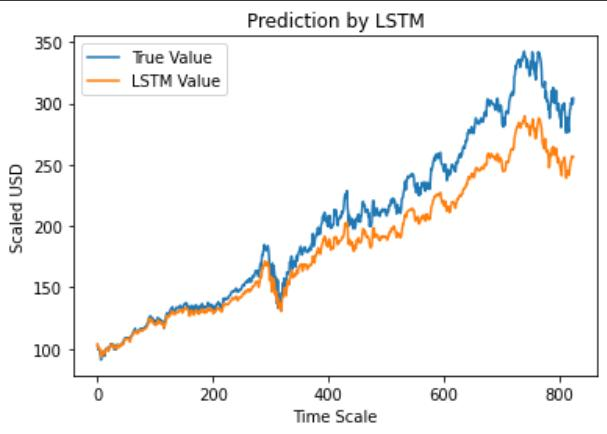 Prediction by LSTM
True Value
LSTM Value
350
300
250
200
150
100
Scaled USD
0 200 400 600 800
Time Scale